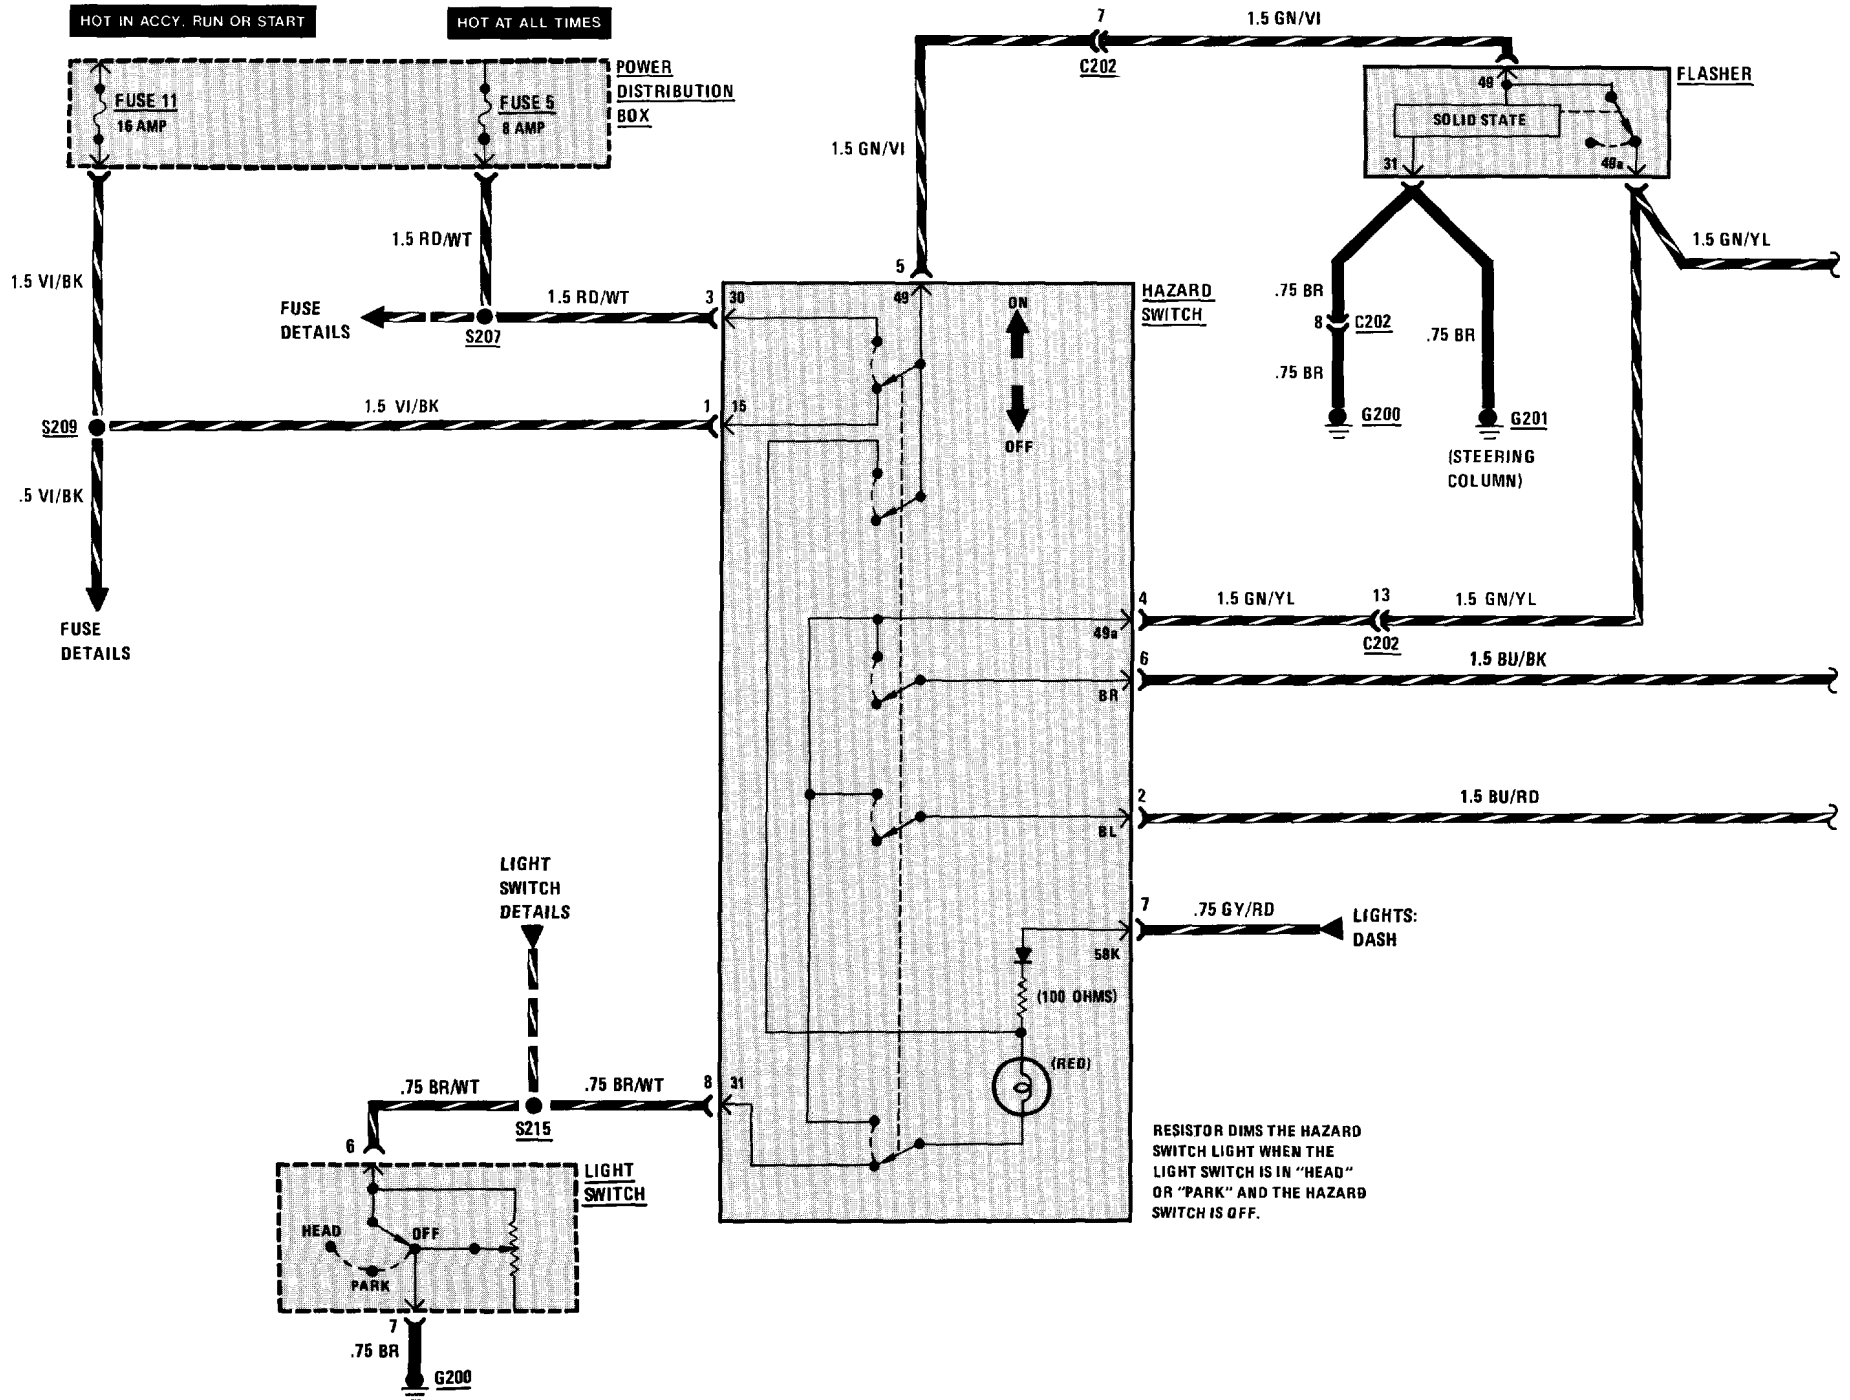 HOT IN ACCY, RUN OR START
HOT AT ALL TIMES
POWER
DISTRIBUTION
BOX
FUSE 11
16 AMP
FUSE 5
8 AMP
7
1.5 GN/VI
C202
FLASHER
49
SOLID STATE
31
49a
1.5 GN/VI
1.5 RD/WT
1.5 GN/YL
1.5 VI/BK
5
FUSE
DETAILS
1.5 RD/WT
S207
3
30
49
ON
OFF
HAZARD
SWITCH
.75 BR
8
C202
.75 BR
.75 BR
G200
G201
(STEERING
COLUMN)
S209
1.5 VI/BK
1
15
.5 VI/BK
FUSE
DETAILS
4
49a
1.5 GN/YL
13
1.5 GN/YL
C202
6
BR
1.5 BU/BK
2
BL
1.5 BU/RD
LIGHT
SWITCH
DETAILS
7
58K
.75 GY/RD
LIGHTS:
DASH
(100 OHMS)
(RED)
.75 BR/WT
.75 BR/WT
8
31
S215
6
LIGHT
SWITCH
HEAD
OFF
PARK
7
.75 BR
G200
RESISTOR DIMS THE HAZARD
SWITCH LIGHT WHEN THE
LIGHT SWITCH IS IN "HEAD"
OR "PARK" AND THE HAZARD
SWITCH IS OFF.